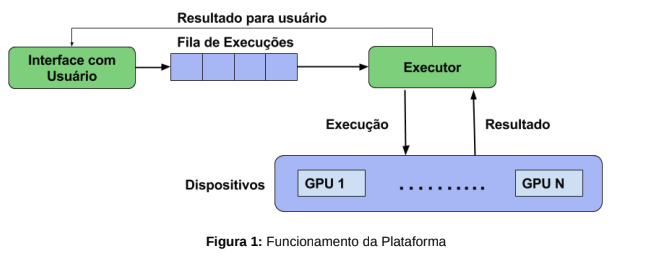 Resultado para usuário
Fila de Execuções
Interface com
Usuário
Executor
Execução
Resultado
Dispositivos
GPU 1
..........
GPU N
Figura 1: Funcionamento da Plataforma